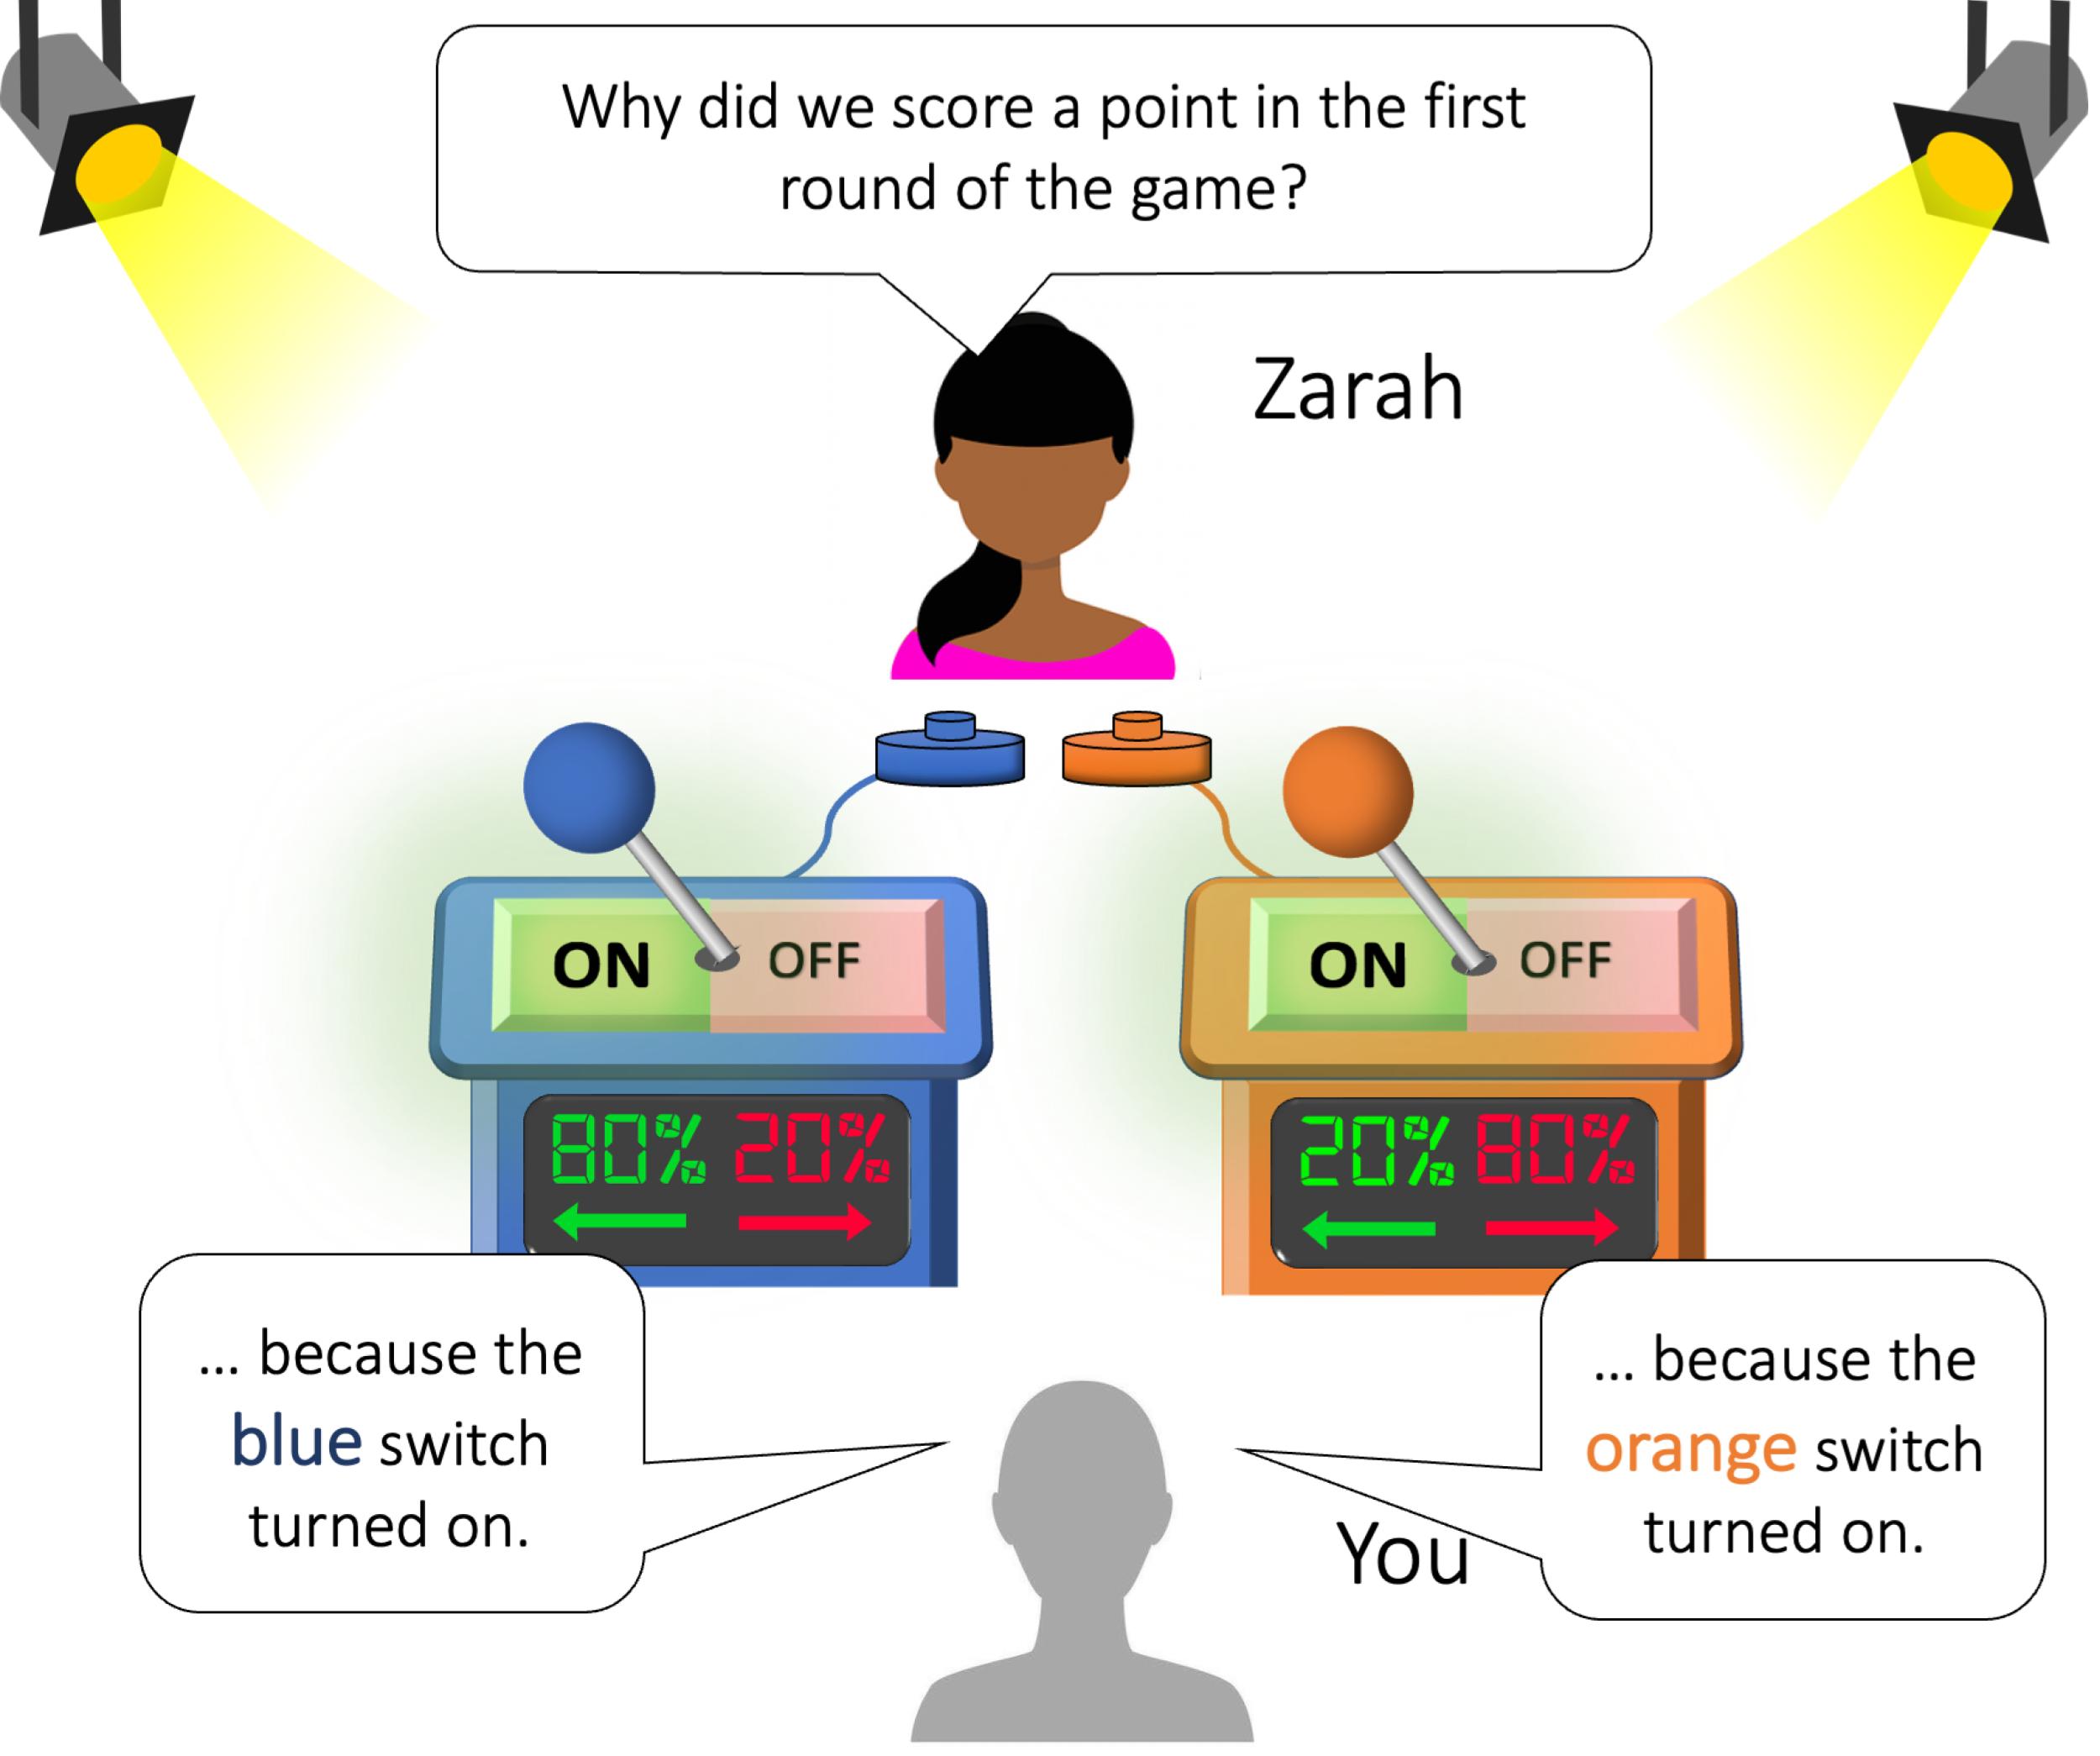 Why did we score a point in the first
round of the game?
Zarah
ON OFF
ON OFF
80% 20%
20% 80%
... because the
blue switch
turned on.
... because the
orange switch
turned on.
You